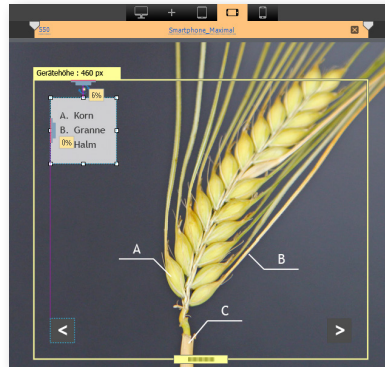 550
Smartphone_Maximal
Gerätehöhe : 460 px
6%
A. Korn
B. Granne
0%
Halm
A
B
C
<
>